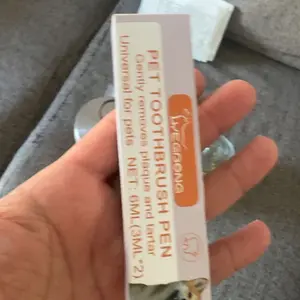 PET TOOTHBRUSH PEN
Gently removes plaque and tartar
Universal for pets NET: 6ML(3ML*2)